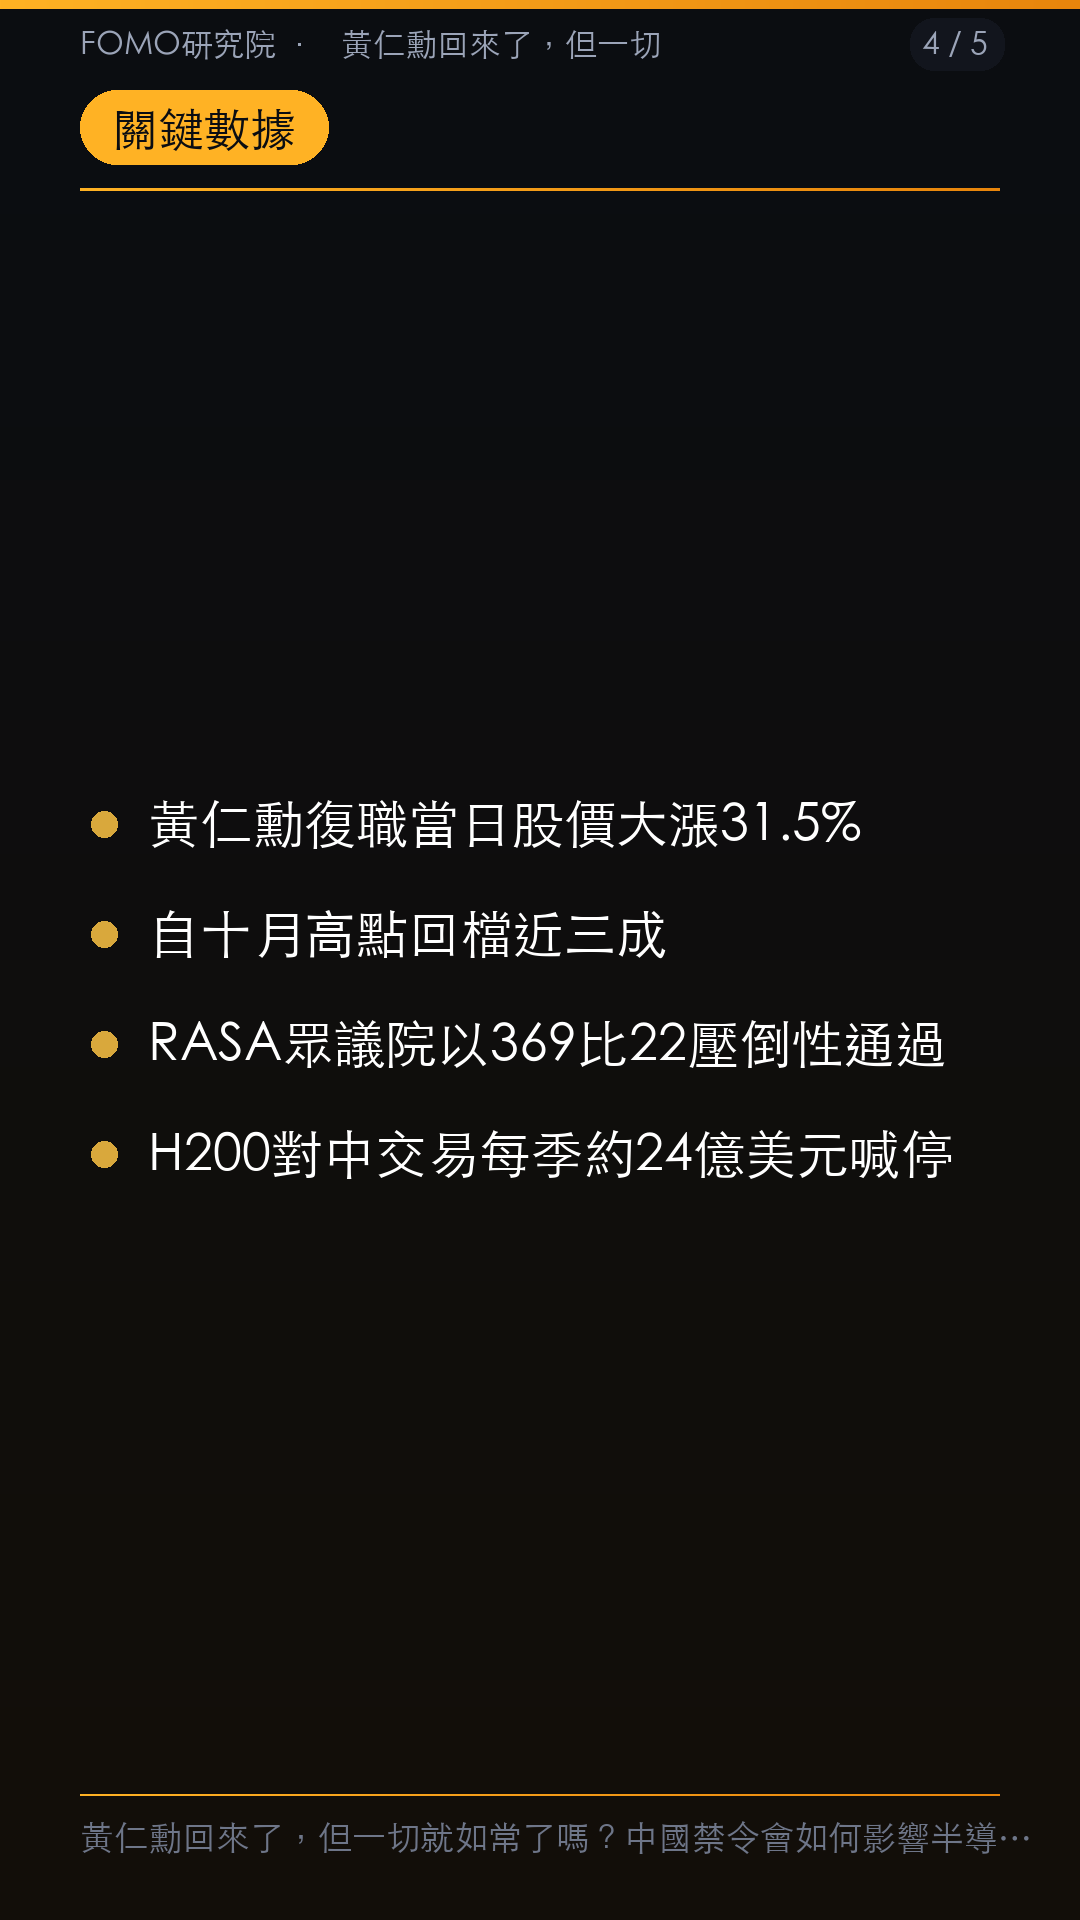 FOMO研究院 · 黃仁勳回來了，但一切
4 / 5
關鍵數據
黃仁勳復職當日股價大漲31.5%
自十月高點回檔近三成
RASA眾議院以369比22壓倒性通過
H200對中交易每季約24億美元喊停
黃仁勳回來了，但一切就如常了嗎？中國禁令會如何影響半導…